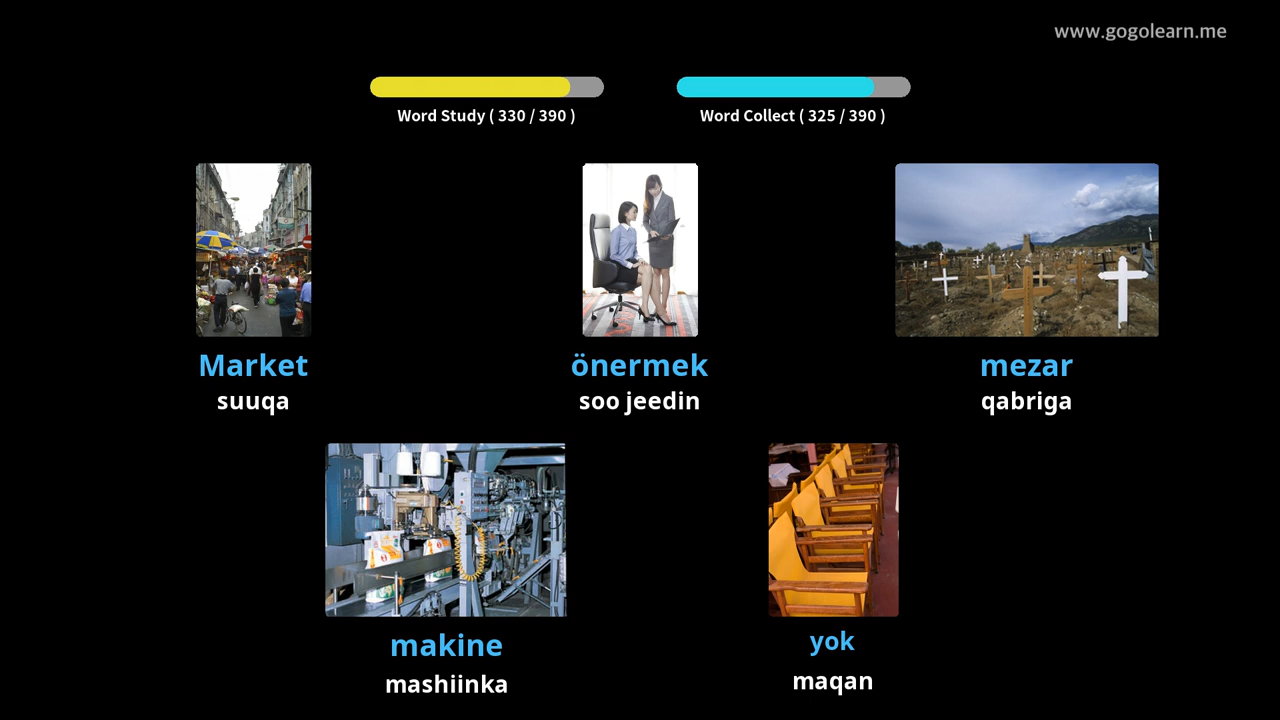 www.gogolearn.me
Word Study ( 330 / 390 )
Word Collect ( 325 / 390 )
Market
suuqa
önermek
soo jeedin
mezar
qabriga
makine
mashiinka
yok
maqan